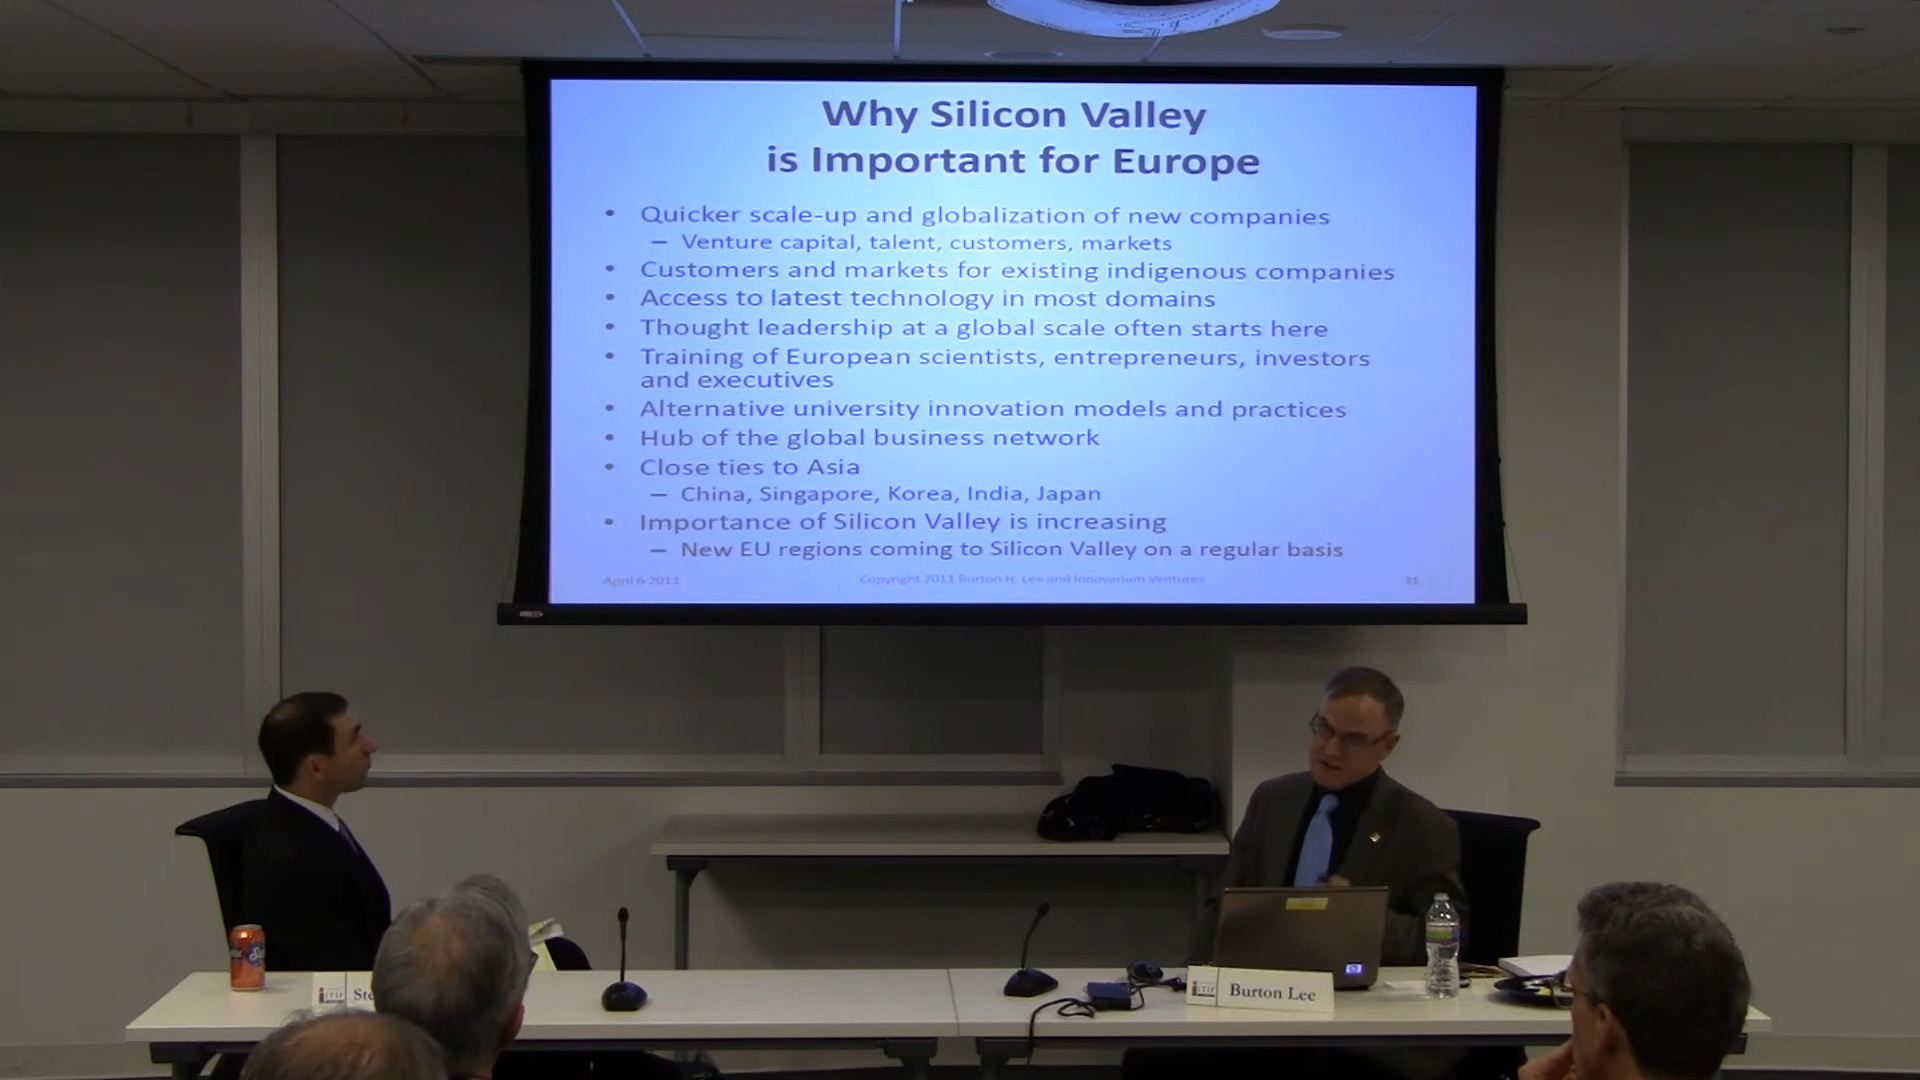 Why Silicon Valley
is Important for Europe
• Quicker scale-up and globalization of new companies
– Venture capital, talent, customers, markets
• Customers and markets for existing indigenous companies
• Access to latest technology in most domains
• Thought leadership at a global scale often starts here
• Training of European scientists, entrepreneurs, investors
and executives
• Alternative university innovation models and practices
• Hub of the global business network
• Close ties to Asia
– China, Singapore, Korea, India, Japan
• Importance of Silicon Valley is increasing
– New EU regions coming to Silicon Valley on a regular basis
April 6 2011 Copyright 2011 Burton H. Lee and Innovarium Ventures 31
ITIF Ste
ITIF Burton Lee
hp